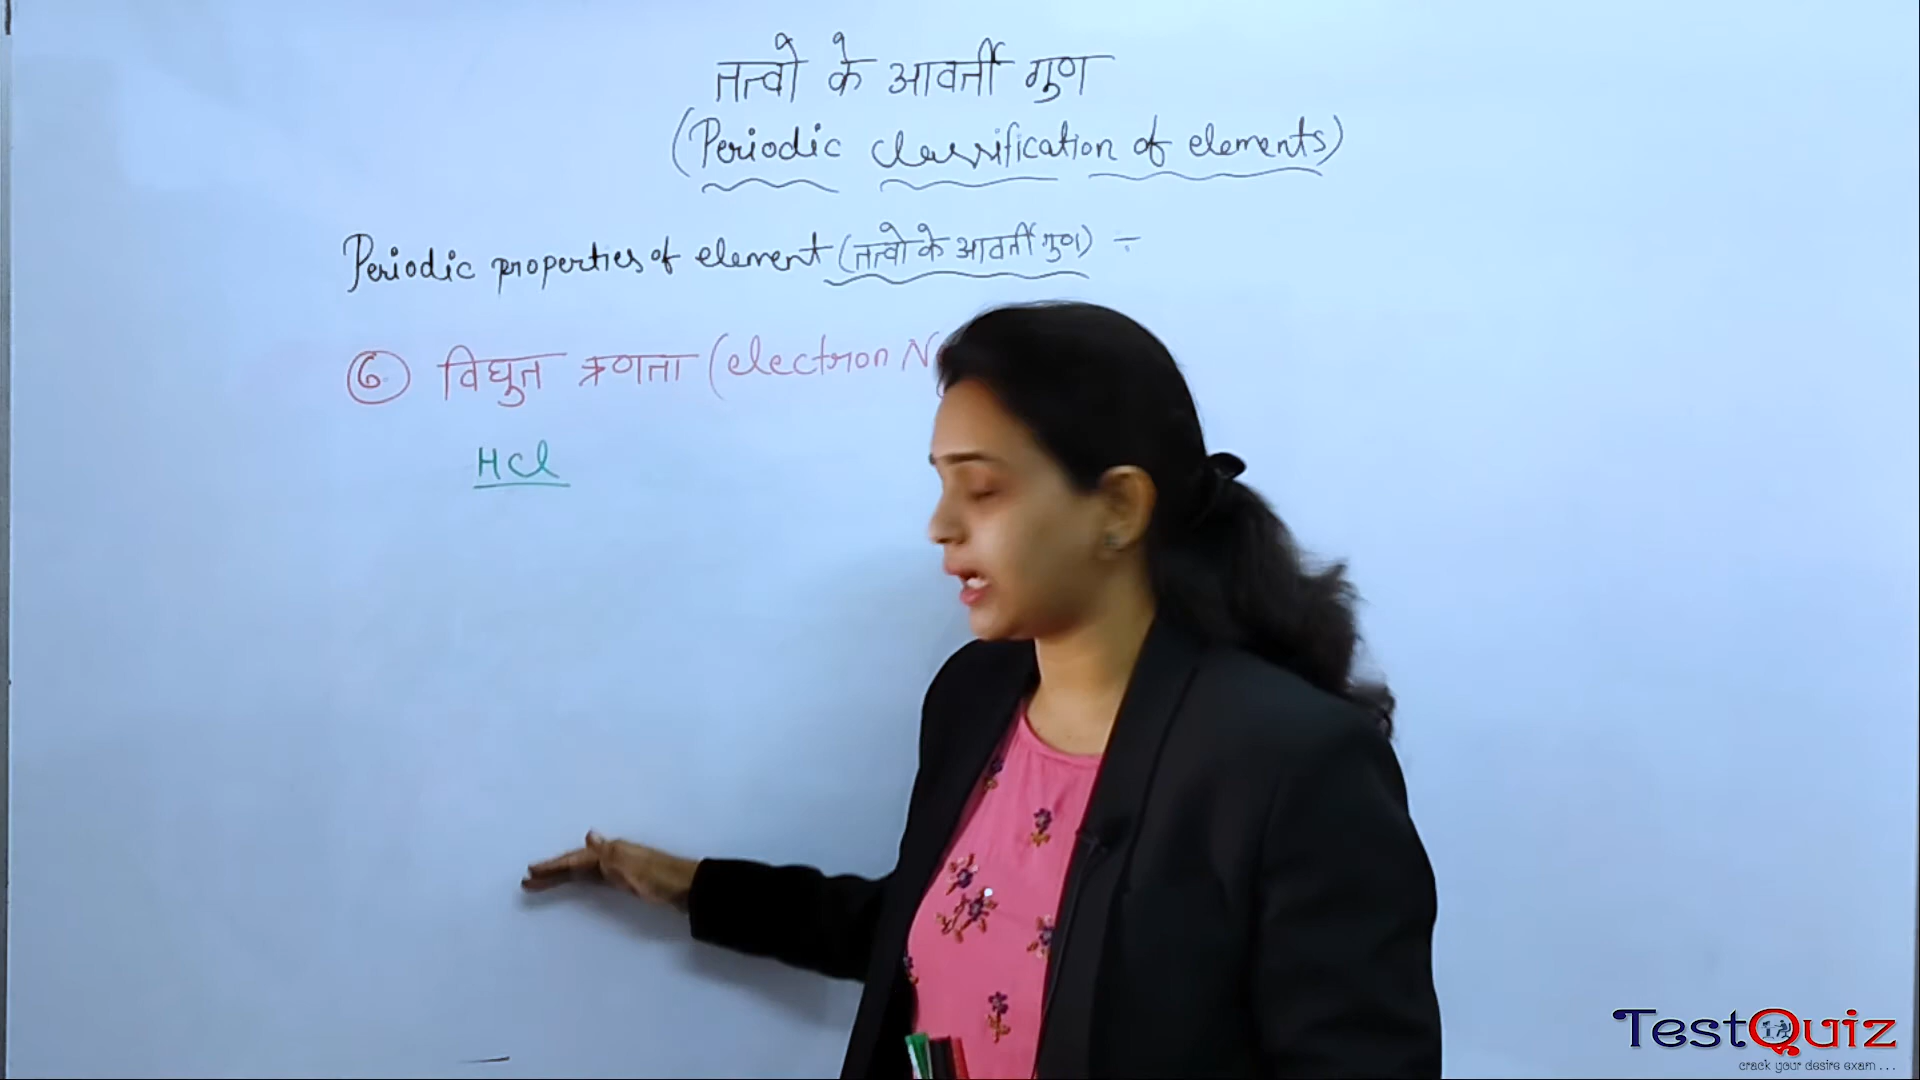 तत्वो के आवर्ती गुण
(Periodic classification of elements)
Periodic properties of element (तत्वो के आवर्ती गुण) ÷
6 विधुत ऋणता (electron
HCl
TestQuiz
crack your desire exam...